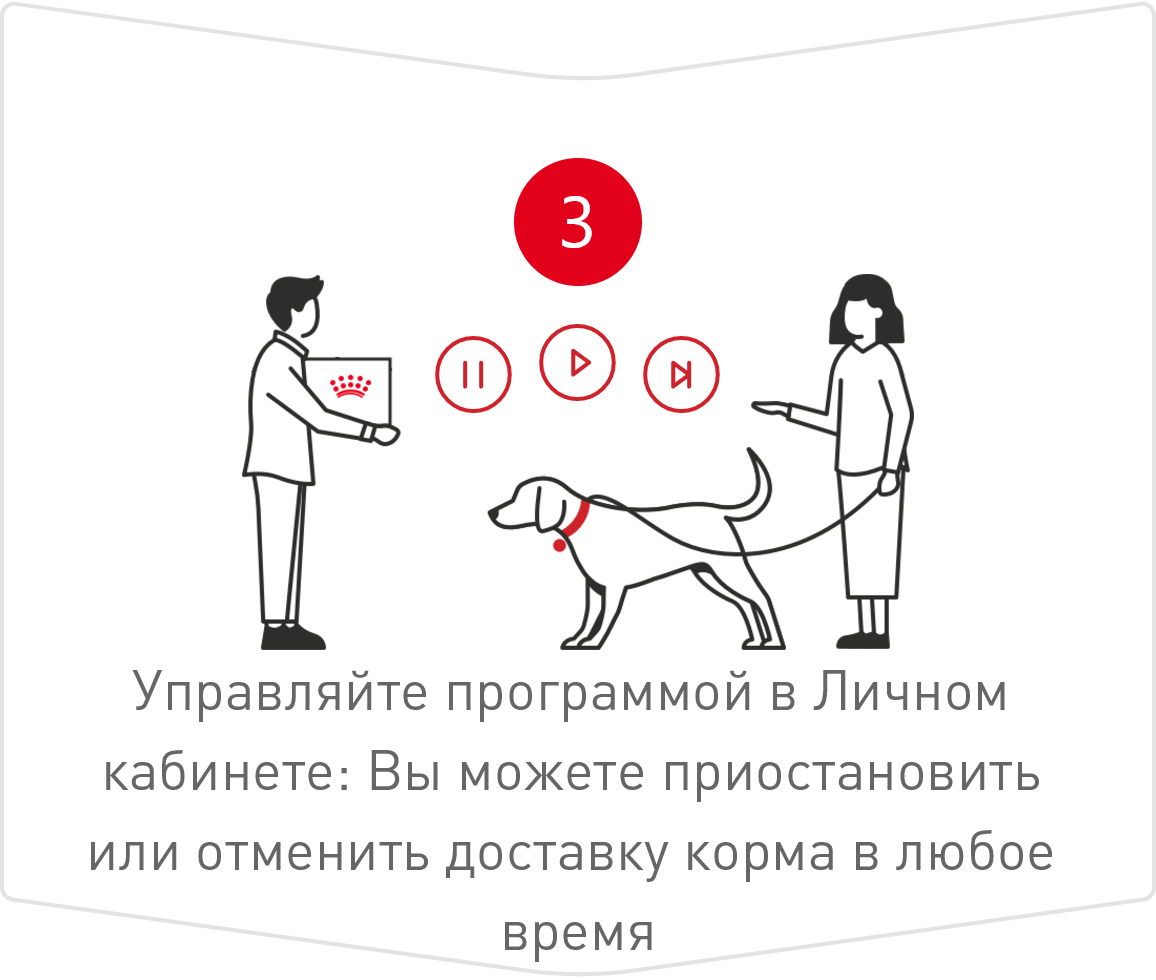 3
Управляйте программой в Личном
кабинете: Вы можете приостановить
или отменить доставку корма в любое
время